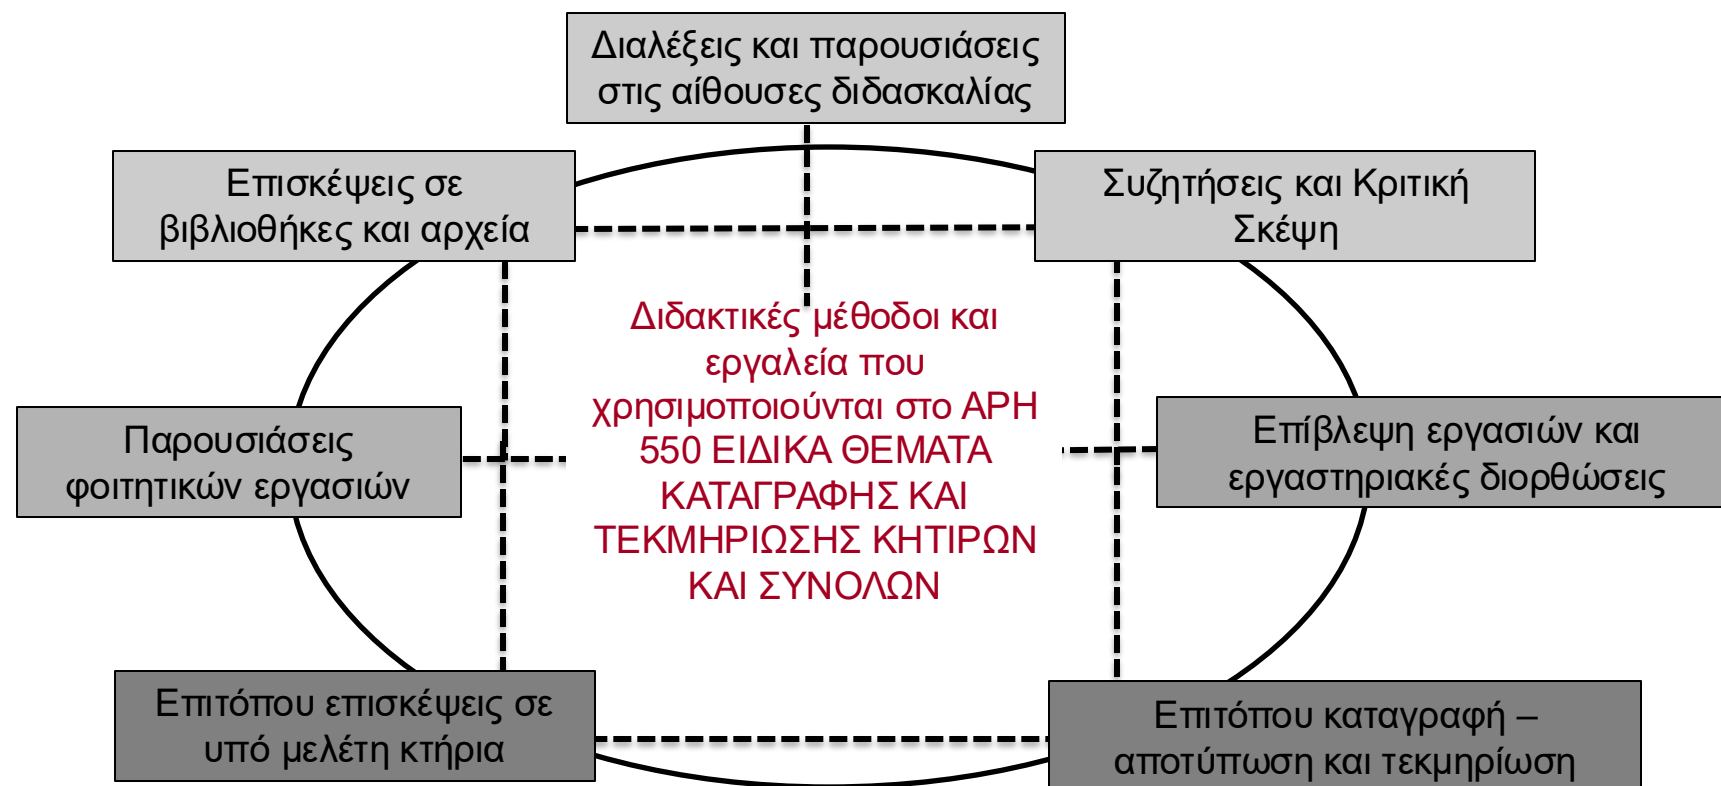 Διαλέξεις και παρουσιάσεις
στις αίθουσες διδασκαλίας
Επισκέψεις σε
βιβλιοθήκες και αρχεία
Συζητήσεις και Κριτική
Σκέψη
Διδακτικές μέθοδοι και
εργαλεία που
χρησιμοποιούνται στο ΑΡΗ
550 ΕΙΔΙΚΑ ΘΕΜΑΤΑ
ΚΑΤΑΓΡΑΦΗΣ ΚΑΙ
ΤΕΚΜΗΡΙΩΣΗΣ ΚΗΤΙΡΩΝ
ΚΑΙ ΣΥΝΟΛΩΝ
Παρουσιάσεις
φοιτητικών εργασιών
Επίβλεψη εργασιών και
εργαστηριακές διορθώσεις
Επιτόπου επισκέψεις σε
υπό μελέτη κτήρια
Επιτόπου καταγραφή –
αποτύπωση και τεκμηρίωση